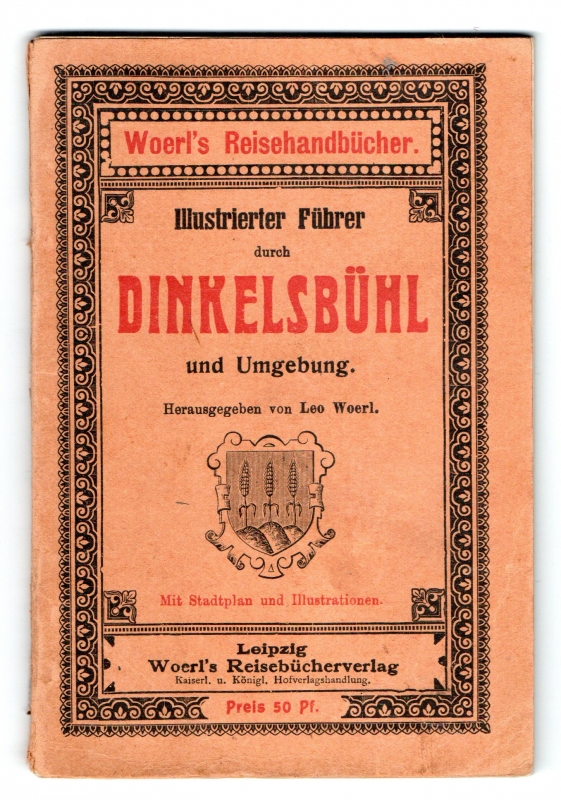 Woerl's Reisehandbücher.
Illustrierter Führer
durch
DINKELSBÜHL
und Umgebung.
Herausgegeben von Leo Woerl.
Mit Stadtplan und Illustrationen.
Leipzig
Woerl's Reisebücherverlag
Kaiserl. u. Königl. Hofverlagshandlung.
Preis 50 Pf.